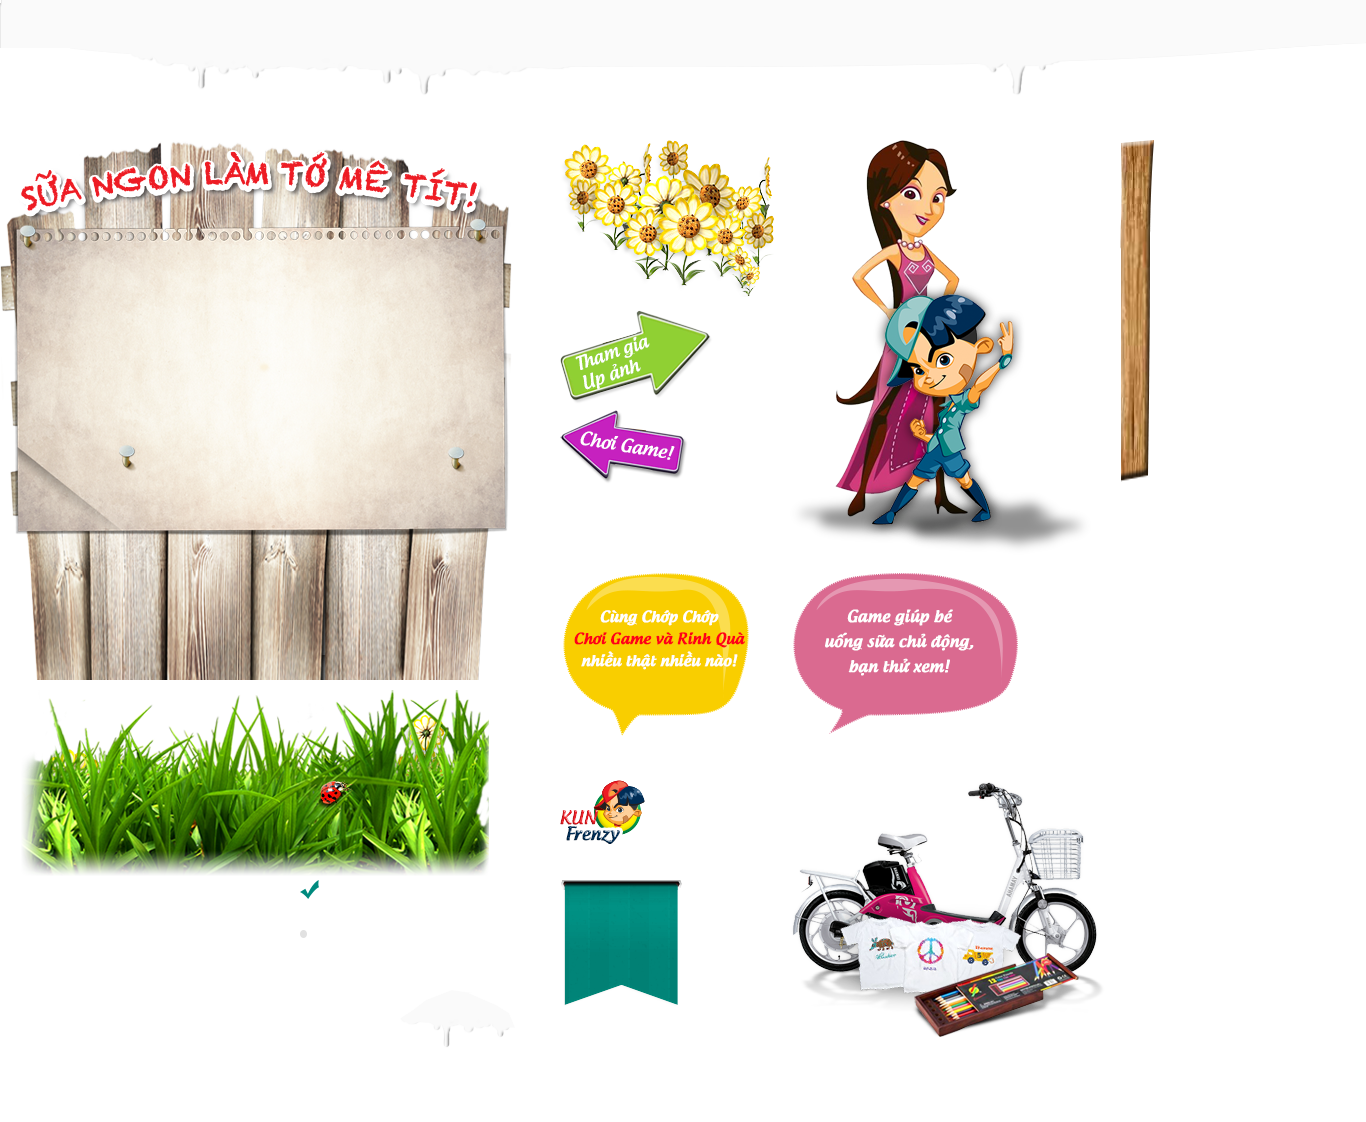 SỮA NGON LÀM TỚ MÊ TÍT!
Tham gia
Up ảnh
Chơi Game!
Cùng Chớp Chớp
Chơi Game và Rinh Quà
nhiều thật nhiều nào!
Game giúp bé
uống sữa chủ động,
bạn thử xem!
KUN
Frenzy